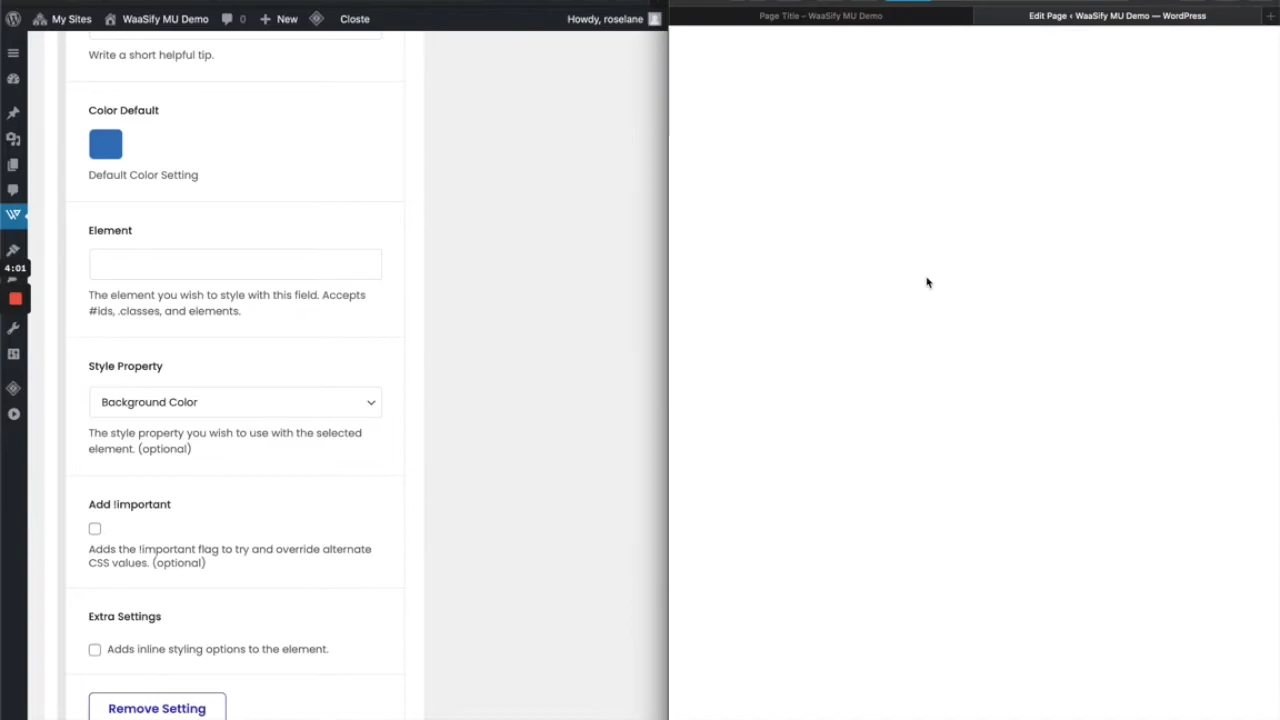 My Sites
WaaSify MU Demo
0
New
Closte
Howdy, roselane
Page Title – WaaSify MU Demo
Edit Page ‹ WaaSify MU Demo — WordPress
Write a short helpful tip.
Color Default
Default Color Setting
Element
4:01
The element you wish to style with this field. Accepts
#ids, .classes, and elements.
Style Property
Background Color
The style property you wish to use with the selected
element. (optional)
Add !important
Adds the !important flag to try and override alternate
CSS values. (optional)
Extra Settings
Adds inline styling options to the element.
Remove Setting